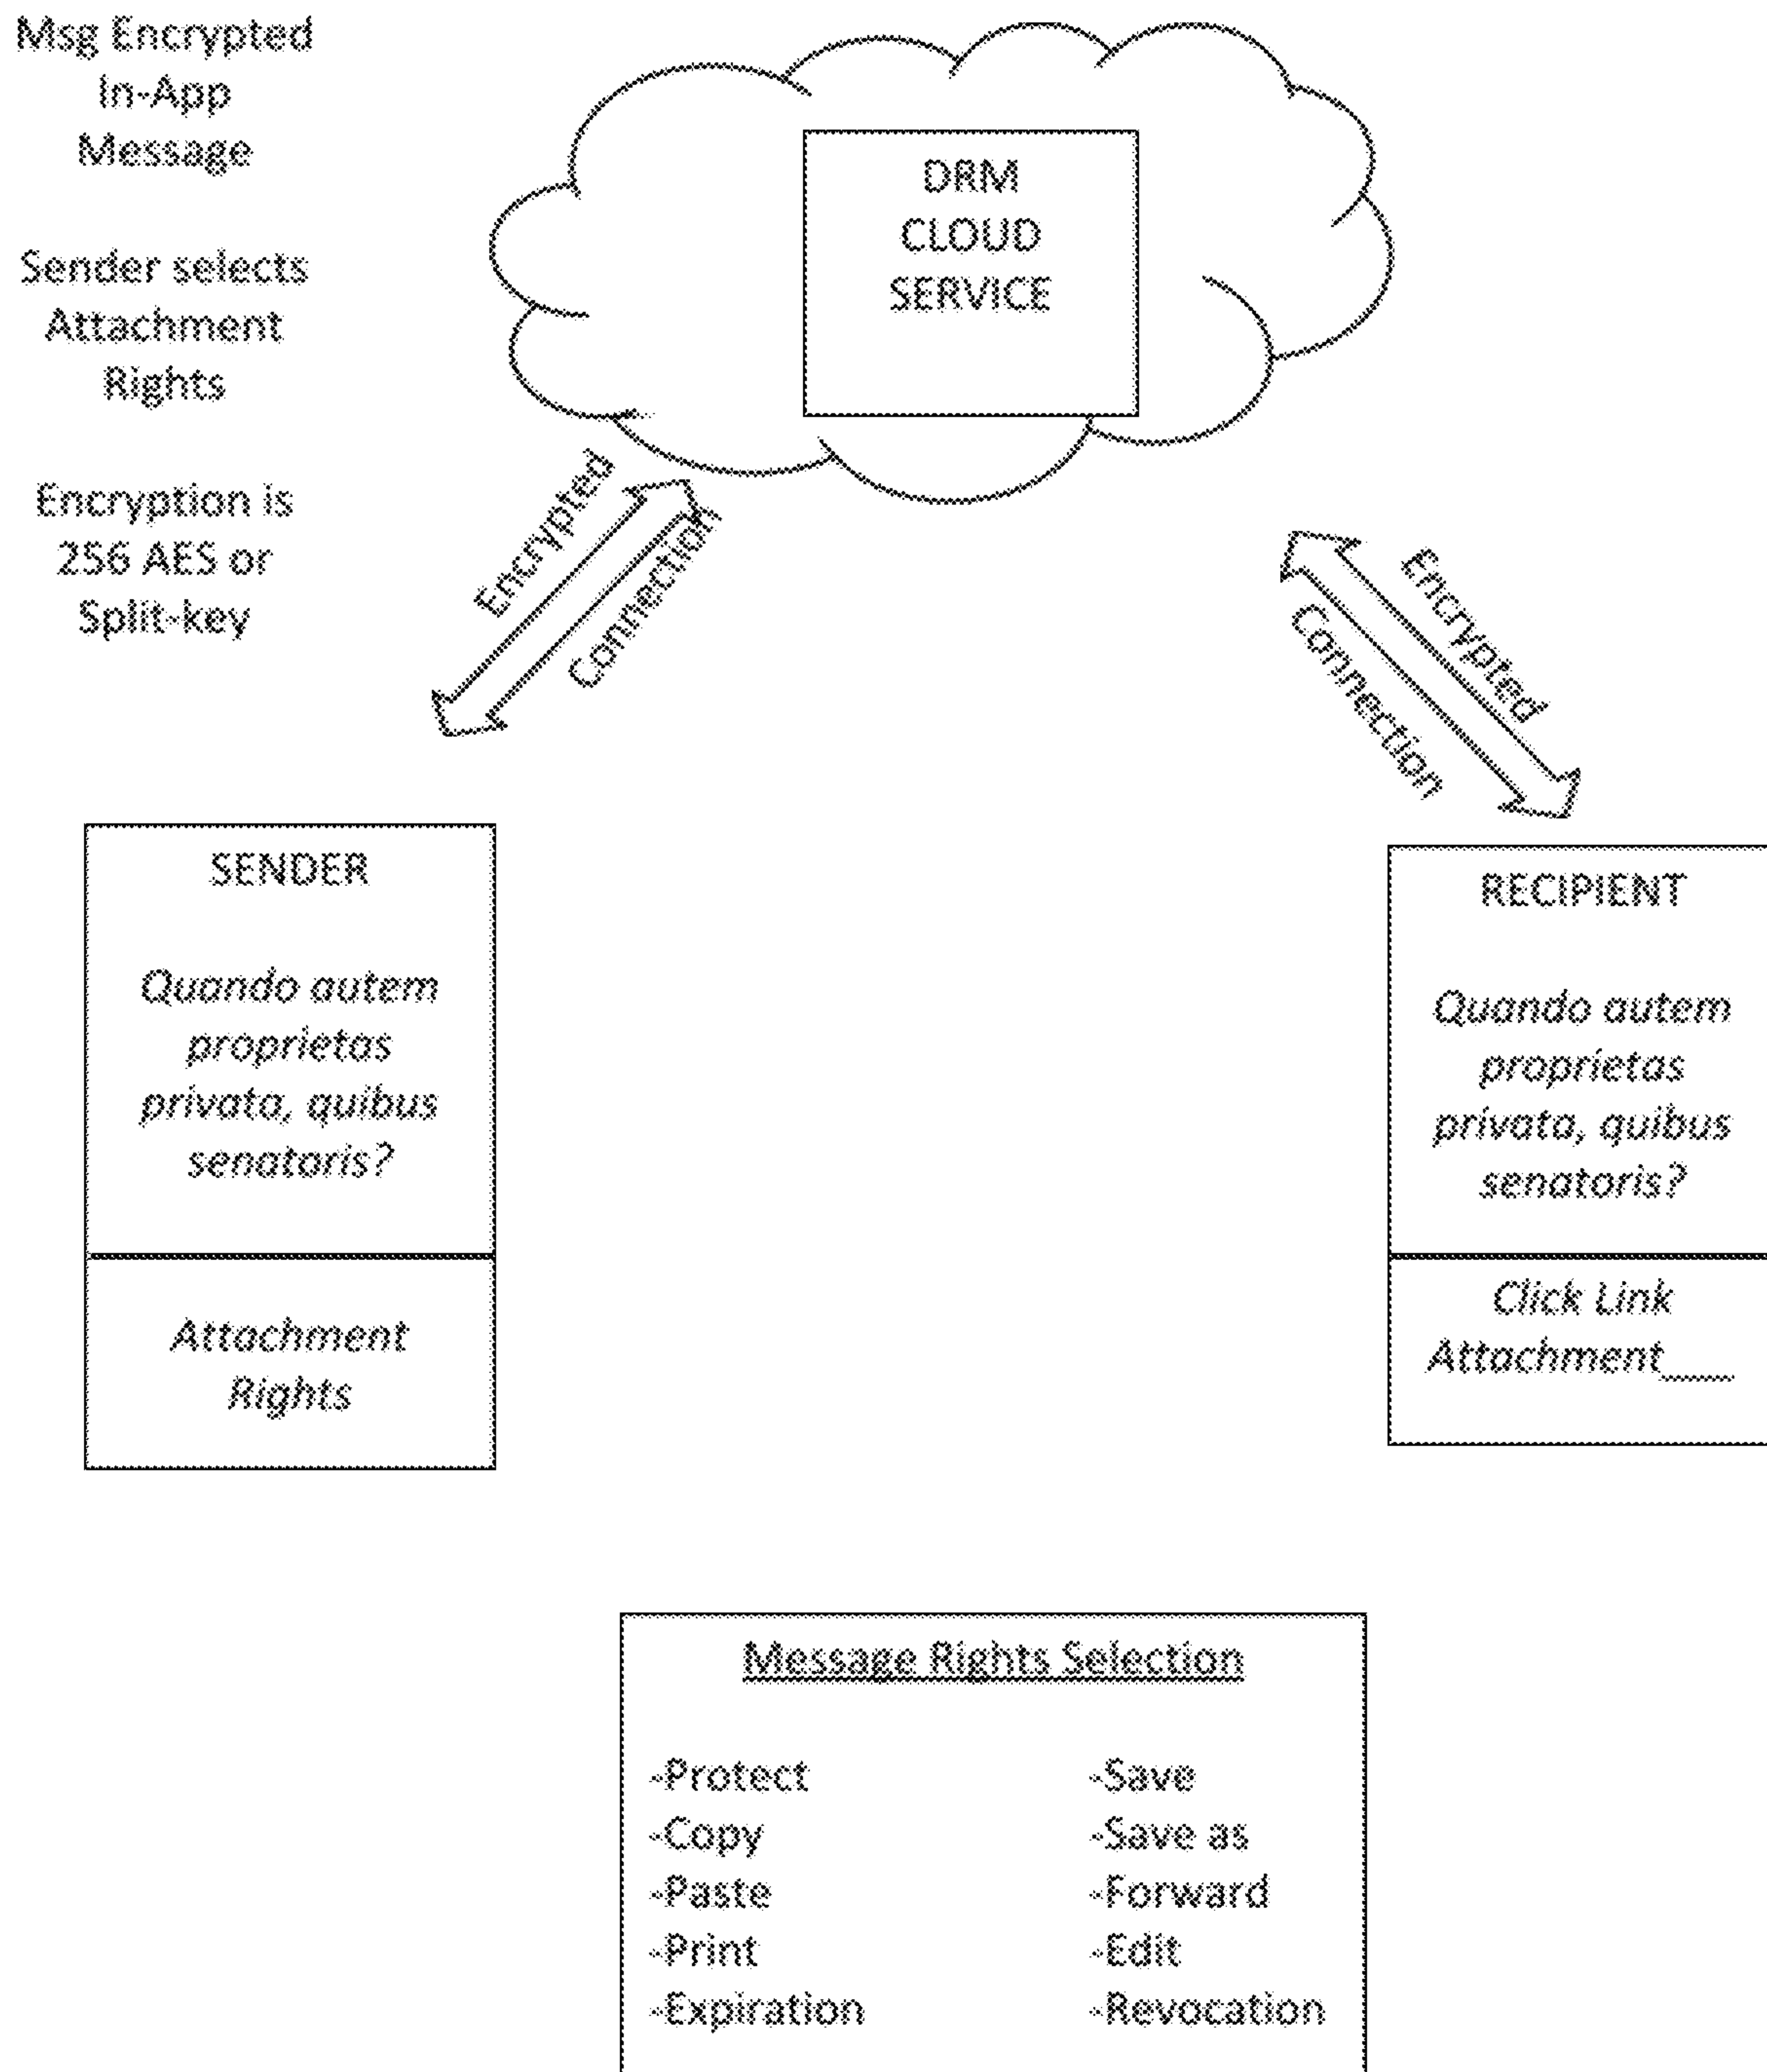 Msg Encrypted
In-App
Message
Sender selects
Attachment
Rights
Encryption is
256 AES or
Split-key
DRM
CLOUD
SERVICE
Encrypted
Connection
Encrypted
Connection
SENDER
Quando autem
proprietas
privata, quibus
senatoris?
Attachment
Rights
RECIPIENT
Quando autem
proprietas
privata, quibus
senatoris?
Click Link
Attachment____
Message Rights Selection
-Protect
-Copy
-Paste
-Print
-Expiration
-Save
-Save as
-Forward
-Edit
-Revocation